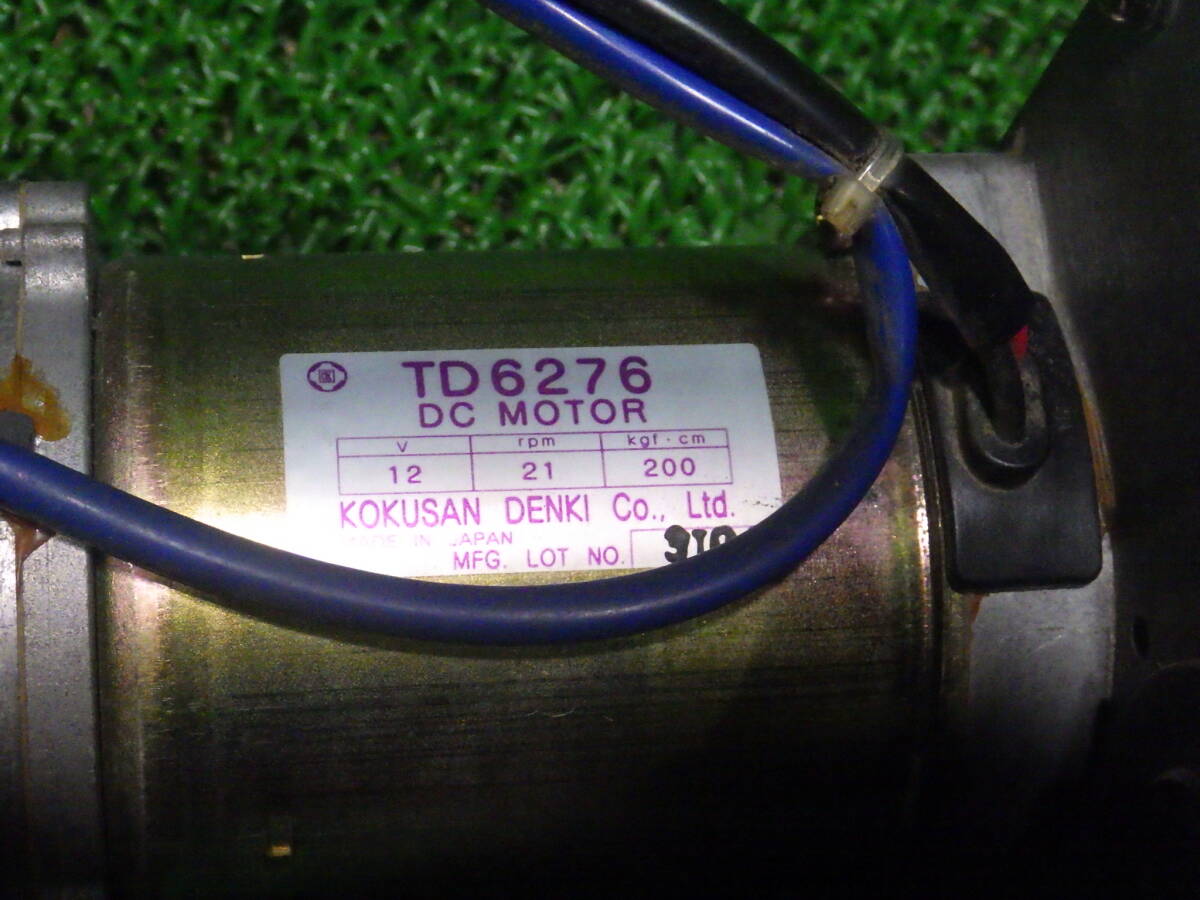 TD6276
DC MOTOR
V rpm kgf·cm
12 21 200
KOKUSAN DENKI Co., Ltd.
MADE IN JAPAN
MFG. LOT NO.